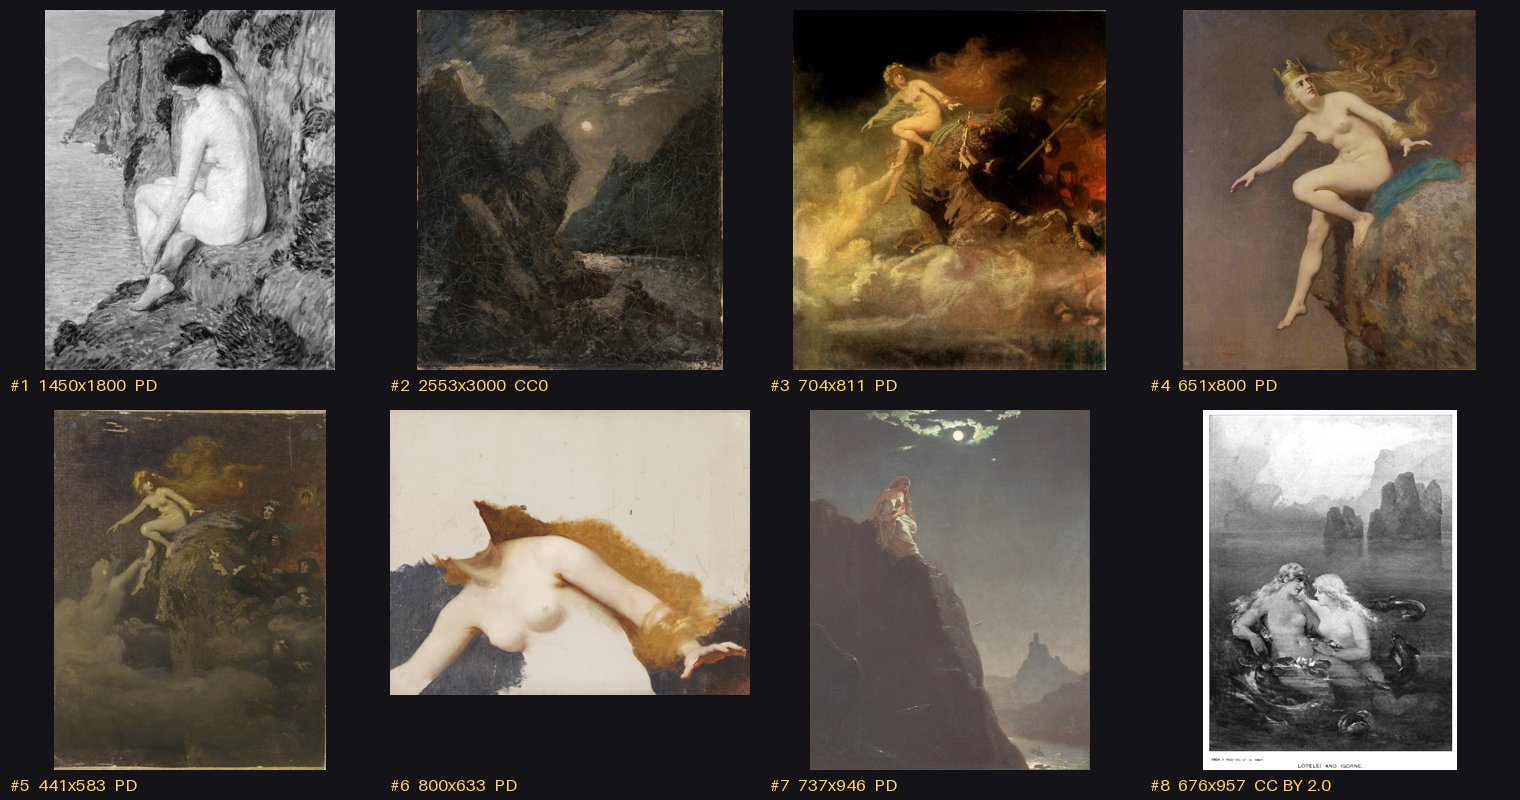 #1 1450x1800 PD
#2 2553x3000 CC0
#3 704x811 PD
#4 651x800 PD
#5 441x583 PD
#6 800x633 PD
#7 737x946 PD
LORELEI AND IGORNE.
#8 676x957 CC BY 2.0